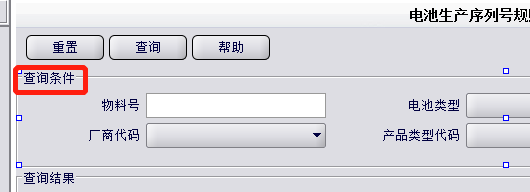 电池生产序列号规
重置 查询 帮助
查询条件
物料号 电池类型
厂商代码 产品类型代码
查询结果